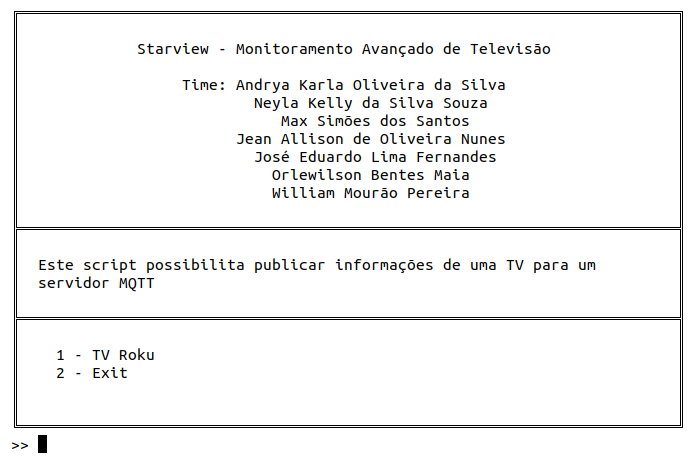 Starview - Monitoramento Avançado de Televisão
Time: Andrya Karla Oliveira da Silva
Neyla Kelly da Silva Souza
Max Simões dos Santos
Jean Allison de Oliveira Nunes
José Eduardo Lima Fernandes
Orlewilson Bentes Maia
William Mourão Pereira
Este script possibilita publicar informações de uma TV para um
servidor MQTT
1 - TV Roku
2 - Exit
>>